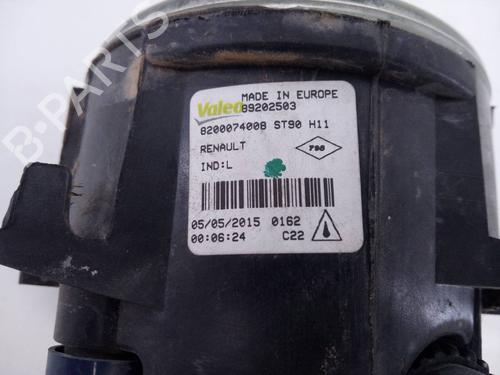 B-PARTS
Valeo MADE IN EUROPE
89202503
8200074008 ST90 H11
RENAULT
IND:L
05/05/2015 0162
00:06:24 C22